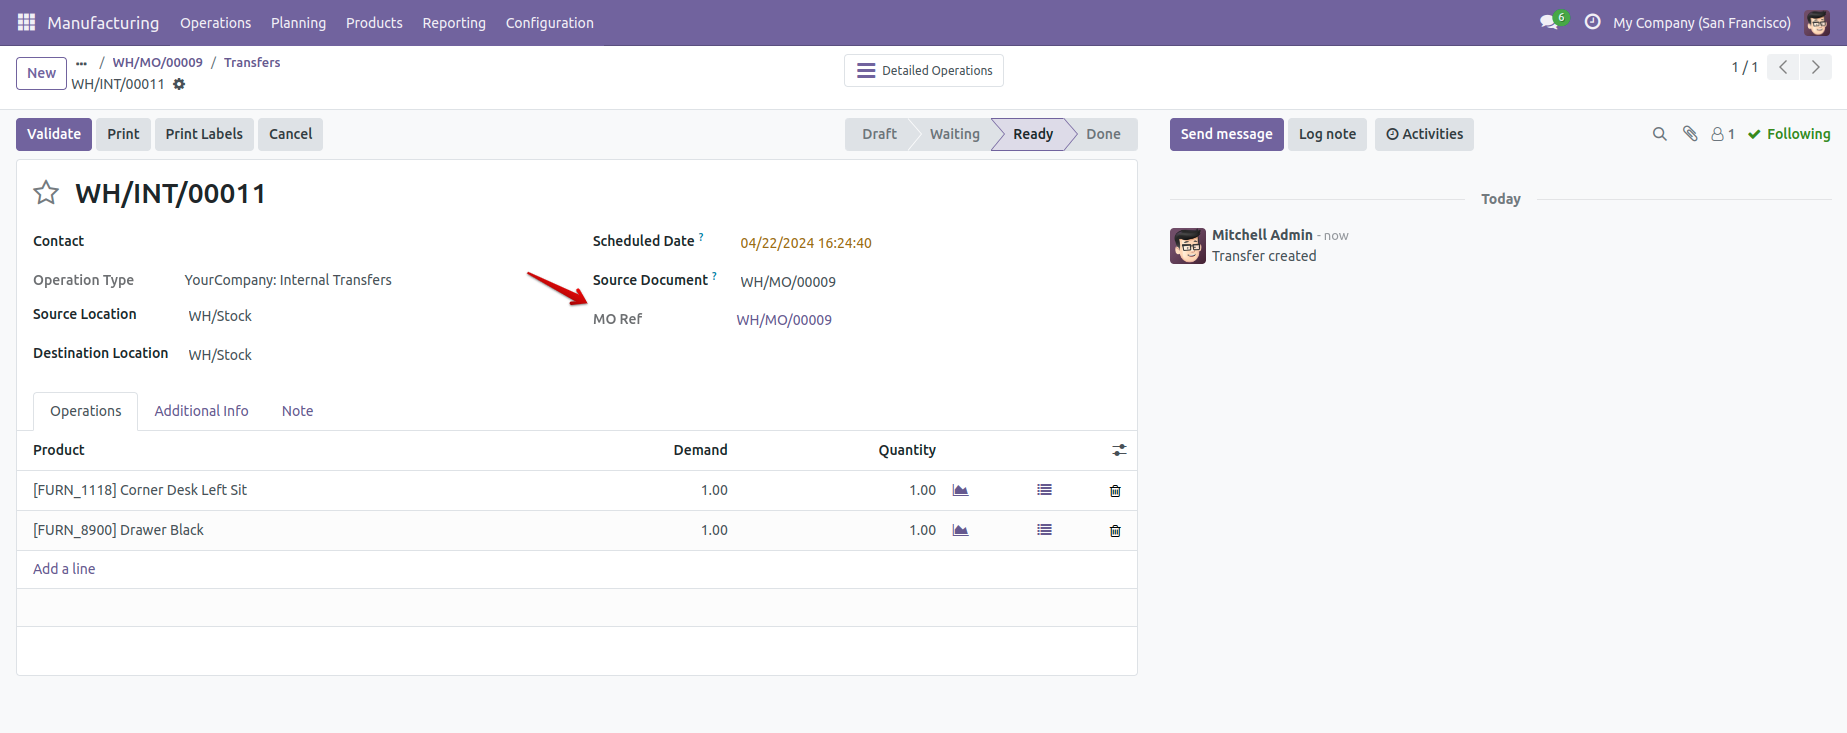 Manufacturing Operations Planning Products Reporting Configuration 6 My Company (San Francisco)
New ... / WH/MO/00009 / Transfers
WH/INT/00011
Detailed Operations
1 / 1
Validate Print Print Labels Cancel Draft Waiting Ready Done Send message Log note Activities 1 Following
WH/INT/00011
Today
Mitchell Admin - now
Transfer created
Contact
Scheduled Date ? 04/22/2024 16:24:40
Operation Type YourCompany: Internal Transfers
Source Document ? WH/MO/00009
Source Location WH/Stock
MO Ref WH/MO/00009
Destination Location WH/Stock
Operations Additional Info Note
Product Demand Quantity
[FURN_1118] Corner Desk Left Sit 1.00 1.00
[FURN_8900] Drawer Black 1.00 1.00
Add a line